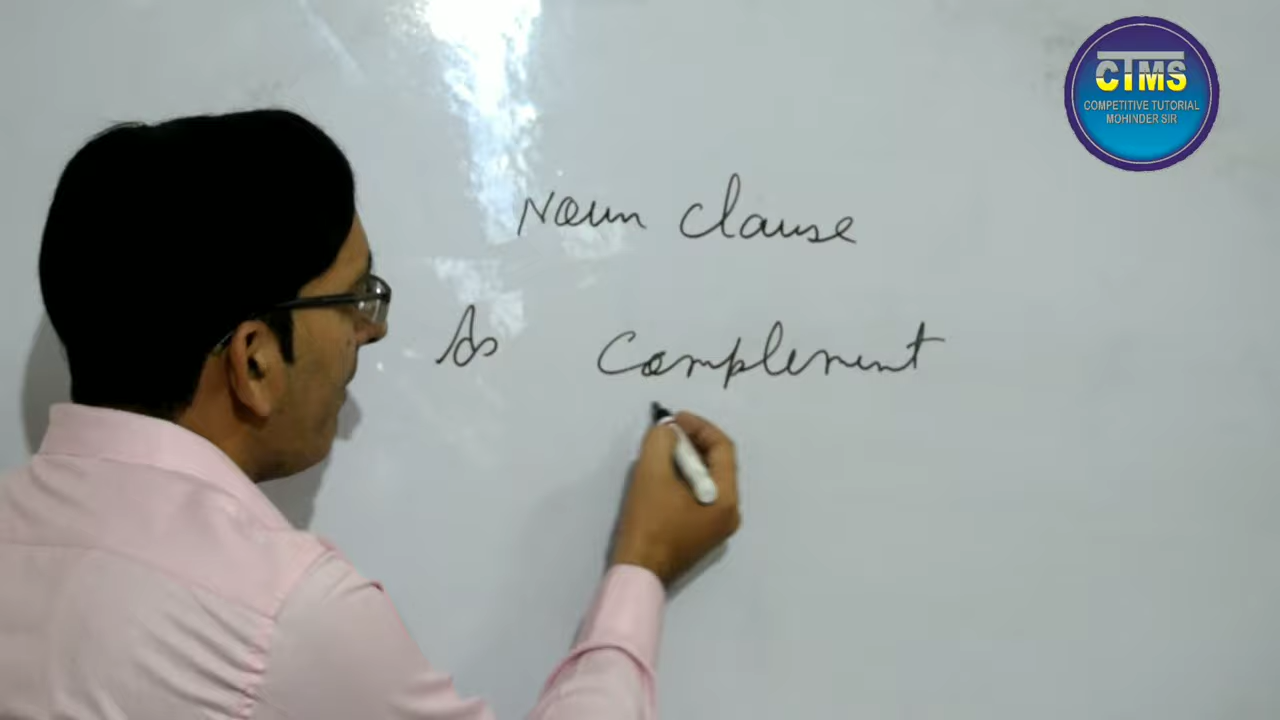 CTMS
COMPETITIVE TUTORIAL
MOHINDER SIR
Noun Clause
As Complement